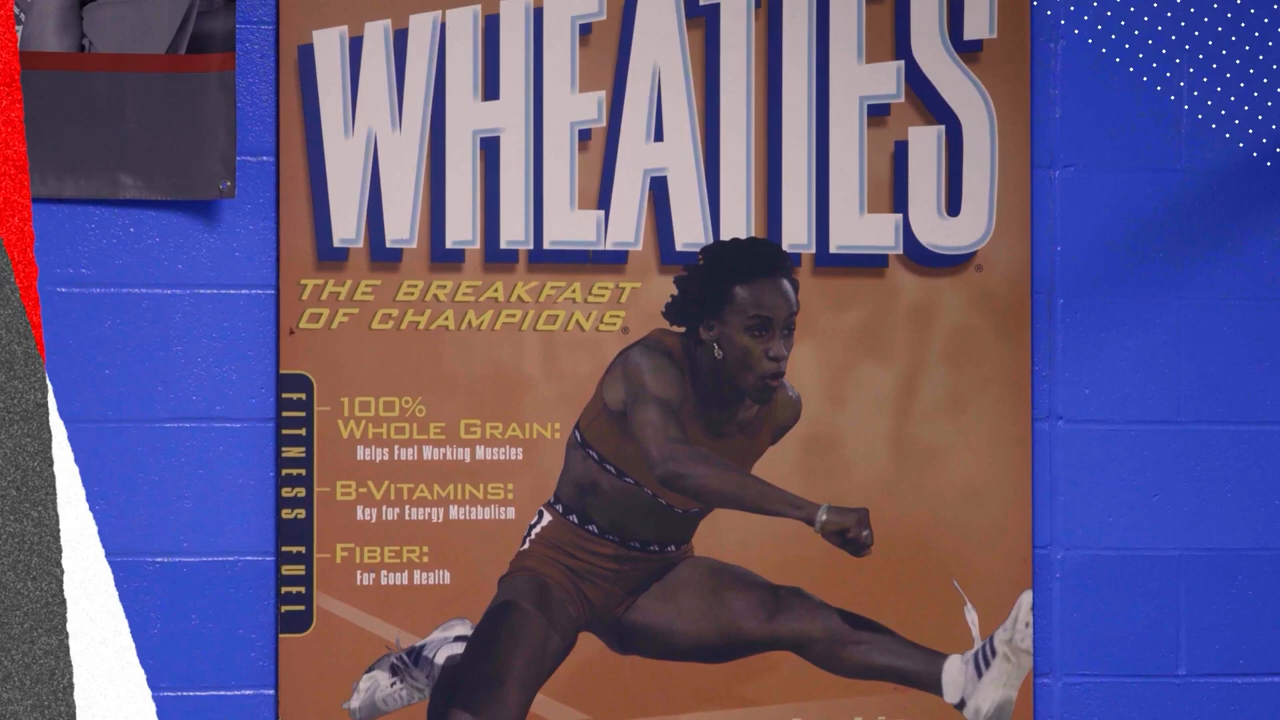 WHEATIES
®
THE BREAKFAST
OF CHAMPIONS®
FITNESS FUEL
100%
WHOLE GRAIN:
Helps Fuel Working Muscles
B-VITAMINS:
Key for Energy Metabolism
FIBER:
For Good Health